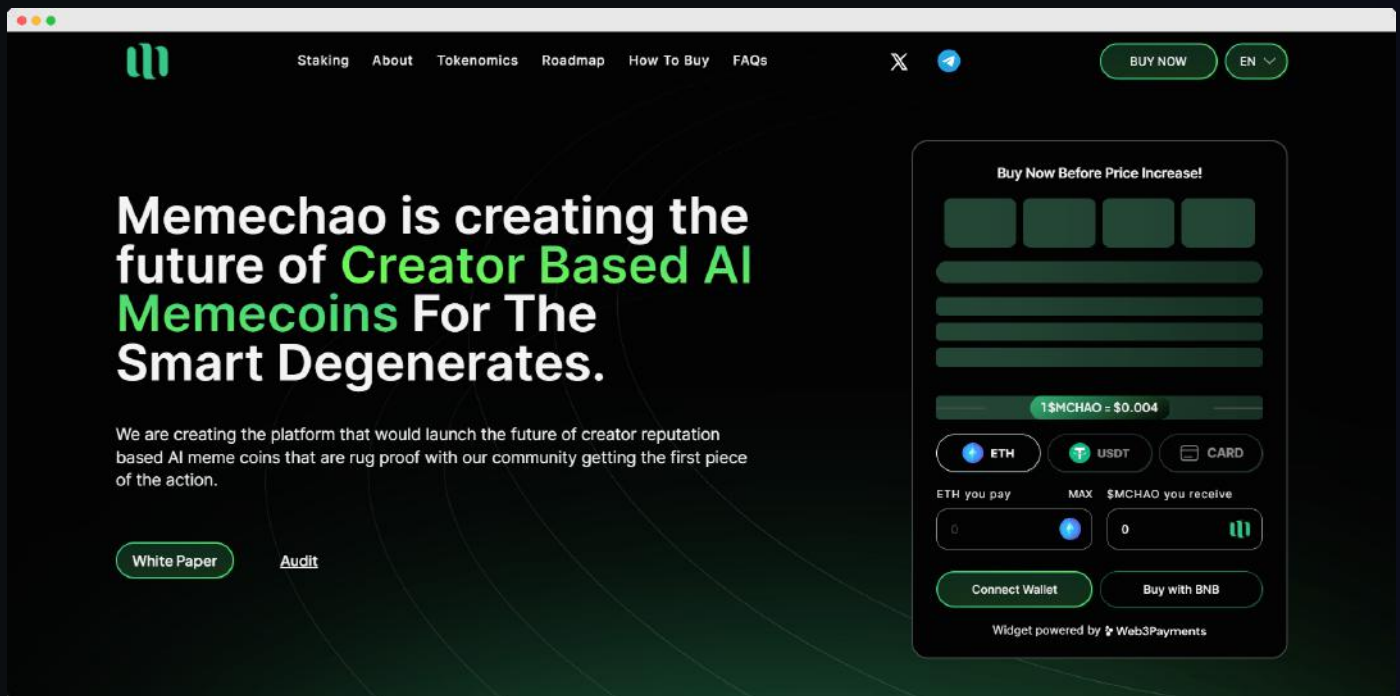 Staking About Tokenomics Roadmap How To Buy FAQs
BUY NOW
EN
Memechao is creating the
future of Creator Based AI
Memecoins For The
Smart Degenerates.
We are creating the platform that would launch the future of creator reputation
based AI meme coins that are rug proof with our community getting the first piece
of the action.
White Paper
Audit
Buy Now Before Price Increase!
1 $MCHAO = $0.004
ETH
USDT
CARD
ETH you pay
MAX
$MCHAO you receive
0
0
Connect Wallet
Buy with BNB
Widget powered by Web3Payments